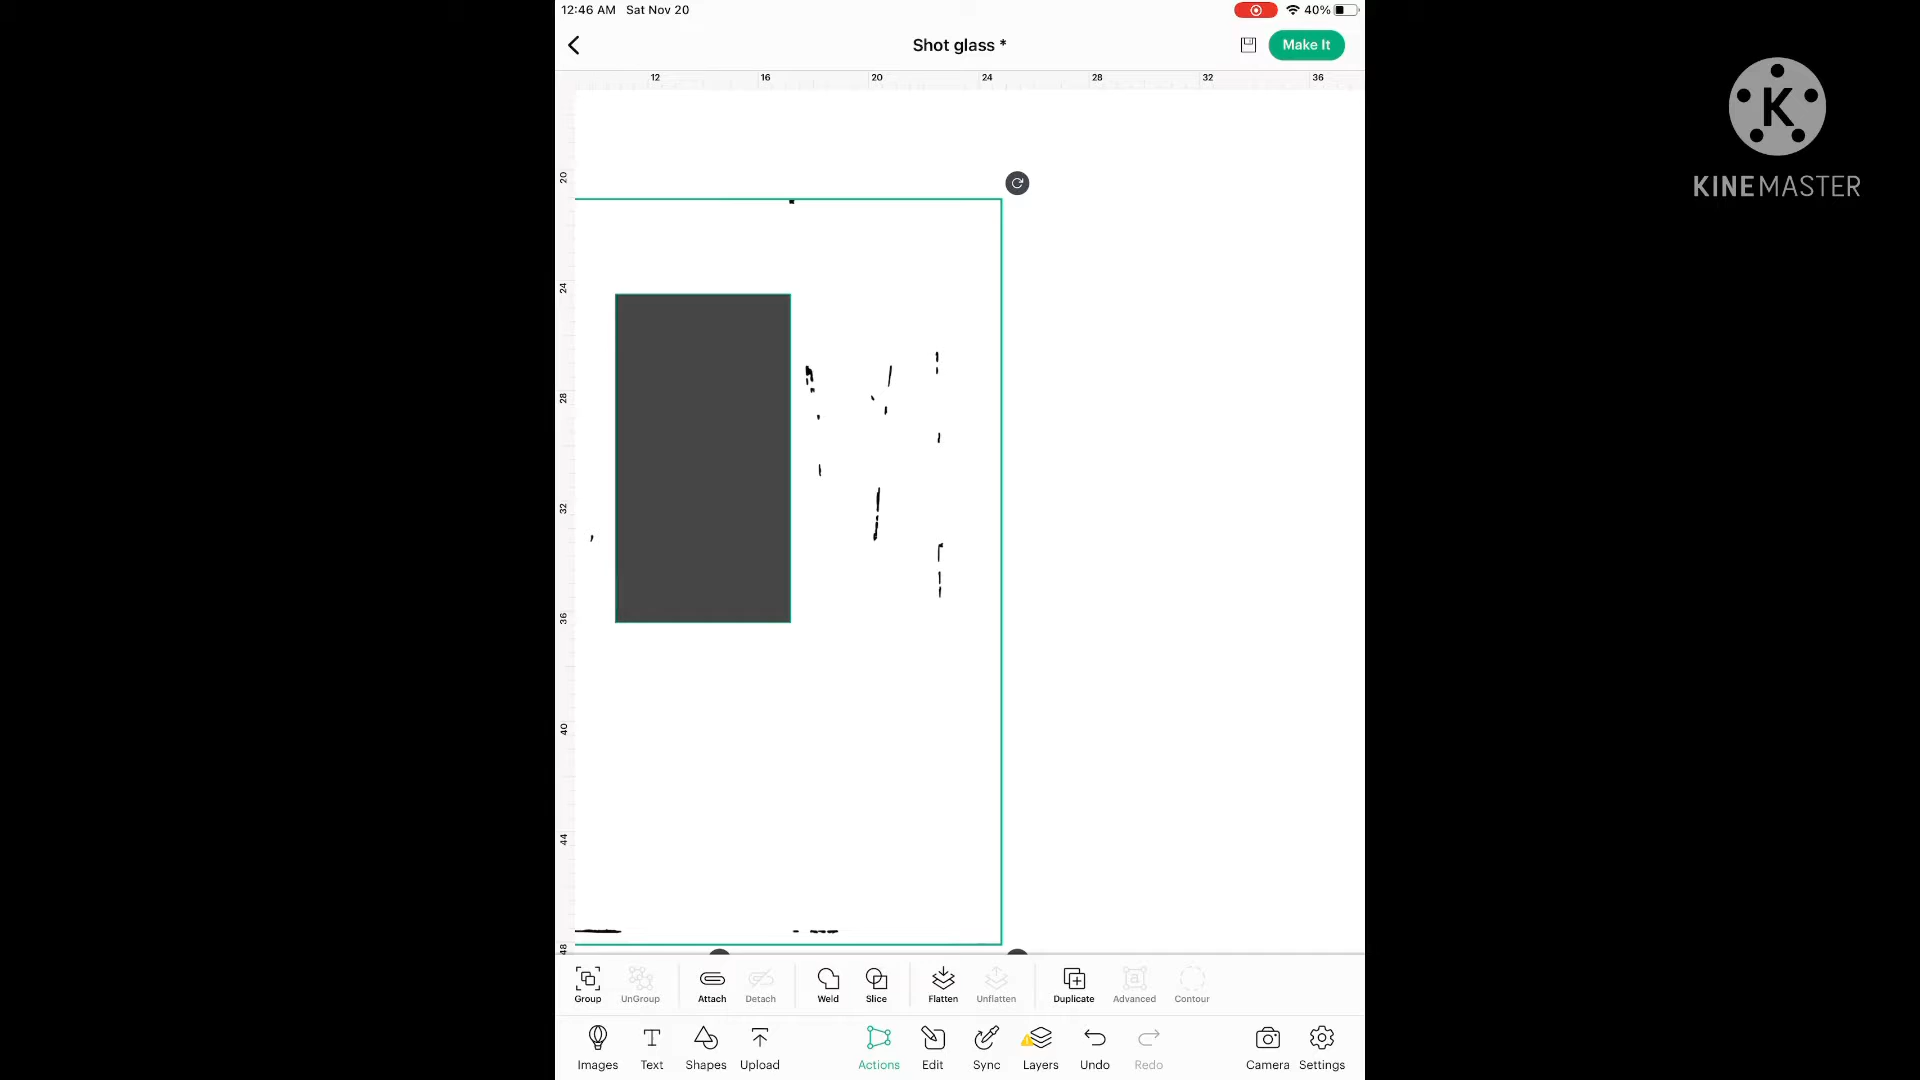 12:46 AM Sat Nov 20
40%
Shot glass *
Make It
12 16 20 24 28 32 36
20
24
28
32
36
40
44
48
K
KINEMASTER
Group UnGroup Attach Detach Weld Slice Flatten Unflatten Duplicate Advanced Contour
Images Text Shapes Upload Actions Edit Sync Layers Undo Redo Camera Settings